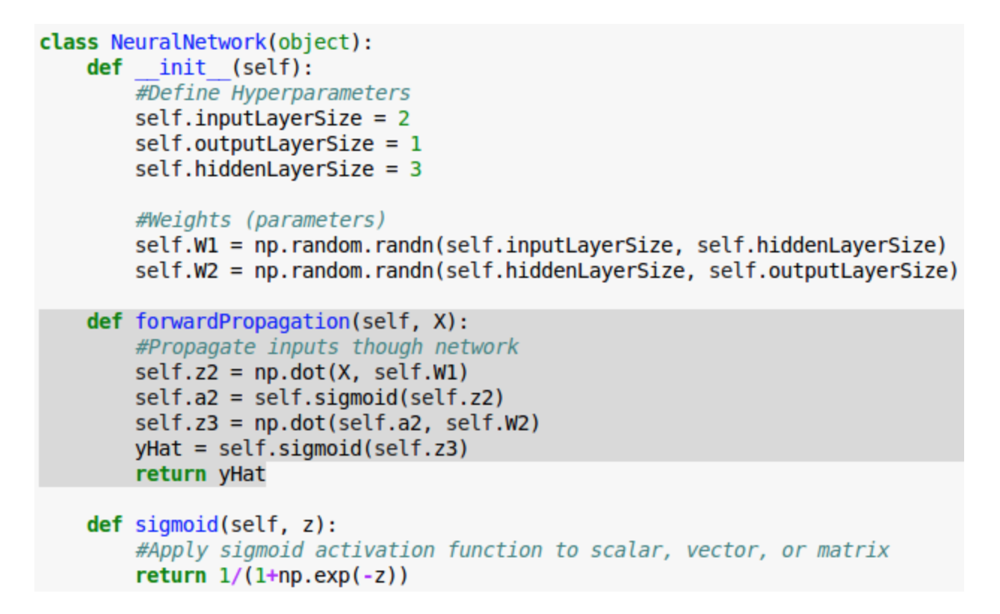 class NeuralNetwork(object):
    def __init__(self):
        #Define Hyperparameters
        self.inputLayerSize = 2
        self.outputLayerSize = 1
        self.hiddenLayerSize = 3

        #Weights (parameters)
        self.W1 = np.random.randn(self.inputLayerSize, self.hiddenLayerSize)
        self.W2 = np.random.randn(self.hiddenLayerSize, self.outputLayerSize)

    def forwardPropagation(self, X):
        #Propagate inputs though network
        self.z2 = np.dot(X, self.W1)
        self.a2 = self.sigmoid(self.z2)
        self.z3 = np.dot(self.a2, self.W2)
        yHat = self.sigmoid(self.z3)
        return yHat

    def sigmoid(self, z):
        #Apply sigmoid activation function to scalar, vector, or matrix
        return 1/(1+np.exp(-z))